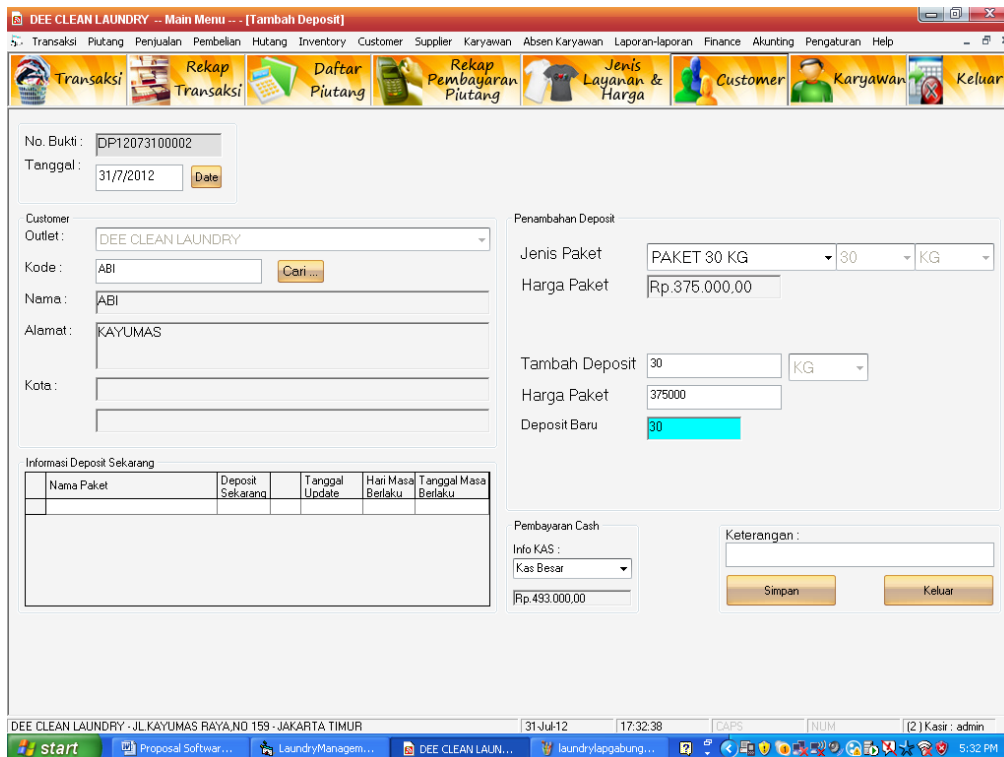 DEE CLEAN LAUNDRY -- Main Menu -- - [Tambah Deposit]
Transaksi Piutang Penjualan Pembelian Hutang Inventory Customer Supplier Karyawan Absen Karyawan Laporan-laporan Finance Akunting Pengaturan Help
Transaksi
Rekap Transaksi
Daftar Piutang
Rekap Pembayaran Piutang
Jenis Layanan & Harga
Customer
Karyawan
Keluar
No. Bukti : DP12073100002
Tanggal : 31/7/2012 Date
Customer
Outlet : DEE CLEAN LAUNDRY
Kode : ABI Cari ...
Nama : ABI
Alamat : KAYUMAS
Kota :
Informasi Deposit Sekarang
Nama Paket Deposit Sekarang Tanggal Update Hari Masa Berlaku Tanggal Masa Berlaku
Penambahan Deposit
Jenis Paket PAKET 30 KG 30 KG
Harga Paket Rp.375.000,00
Tambah Deposit 30 KG
Harga Paket 375000
Deposit Baru 30
Pembayaran Cash
Info KAS :
Kas Besar
Rp.493.000,00
Keterangan :
Simpan Keluar
DEE CLEAN LAUNDRY - JL.KAYUMAS RAYA,NO 159 - JAKARTA TIMUR 31-Jul-12 17:32:38 CAPS NUM (2 ) Kasir : admin
start Proposal Softwar... LaundryManagem... DEE CLEAN LAUN... laundrylapgabung... 5:32 PM